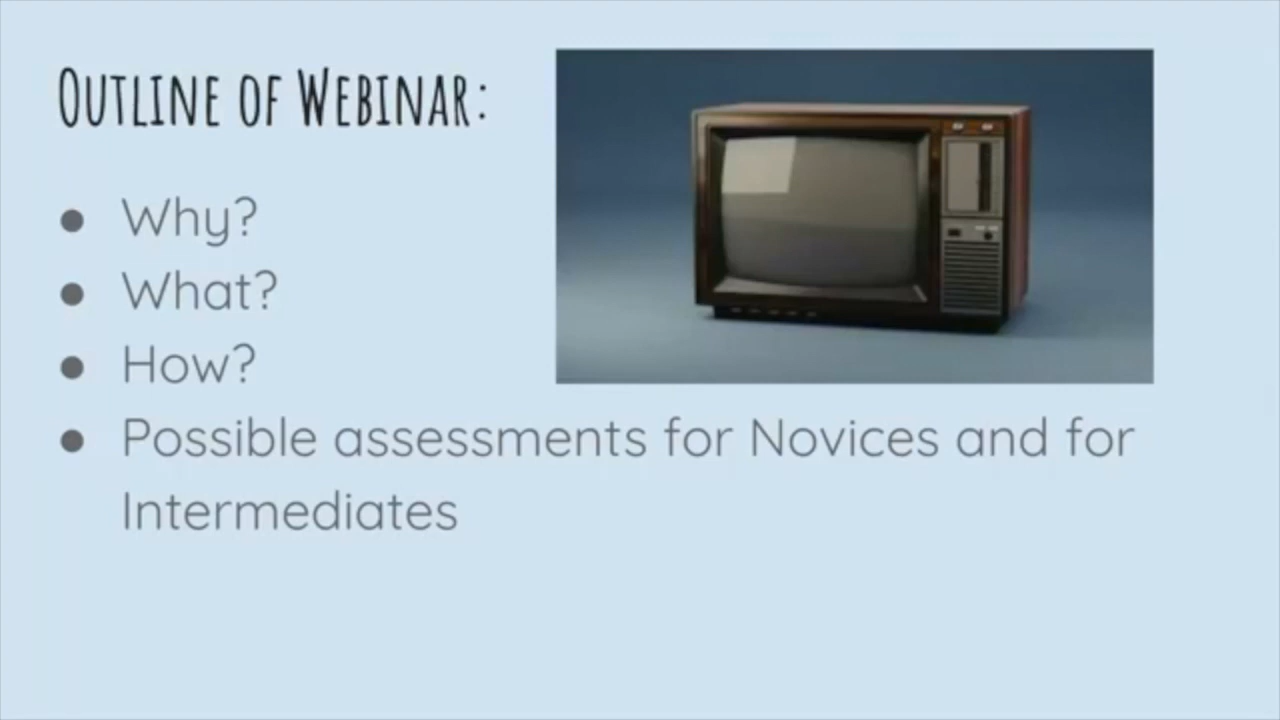 Outline of Webinar:
● Why?
● What?
● How?
● Possible assessments for Novices and for
Intermediates